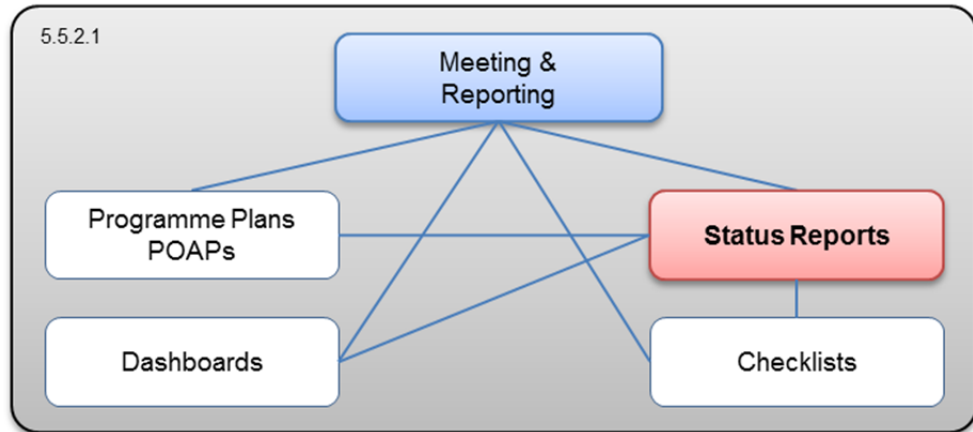 5.5.2.1
Meeting &
Reporting
Programme Plans
POAPs
Status Reports
Dashboards
Checklists